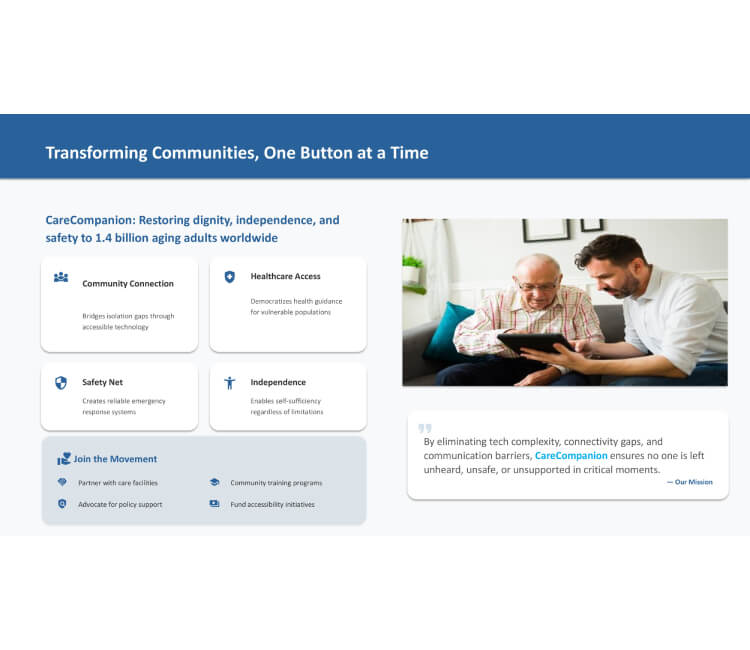 Transforming Communities, One Button at a Time
CareCompanion: Restoring dignity, independence, and
safety to 1.4 billion aging adults worldwide
Community Connection
Bridges isolation gaps through
accessible technology
Healthcare Access
Democratizes health guidance
for vulnerable populations
Safety Net
Creates reliable emergency
response systems
Independence
Enables self-sufficiency
regardless of limitations
Join the Movement
Partner with care facilities
Community training programs
Advocate for policy support
Fund accessibility initiatives
”
By eliminating tech complexity, connectivity gaps, and
communication barriers, CareCompanion ensures no one is left
unheard, unsafe, or unsupported in critical moments.
— Our Mission